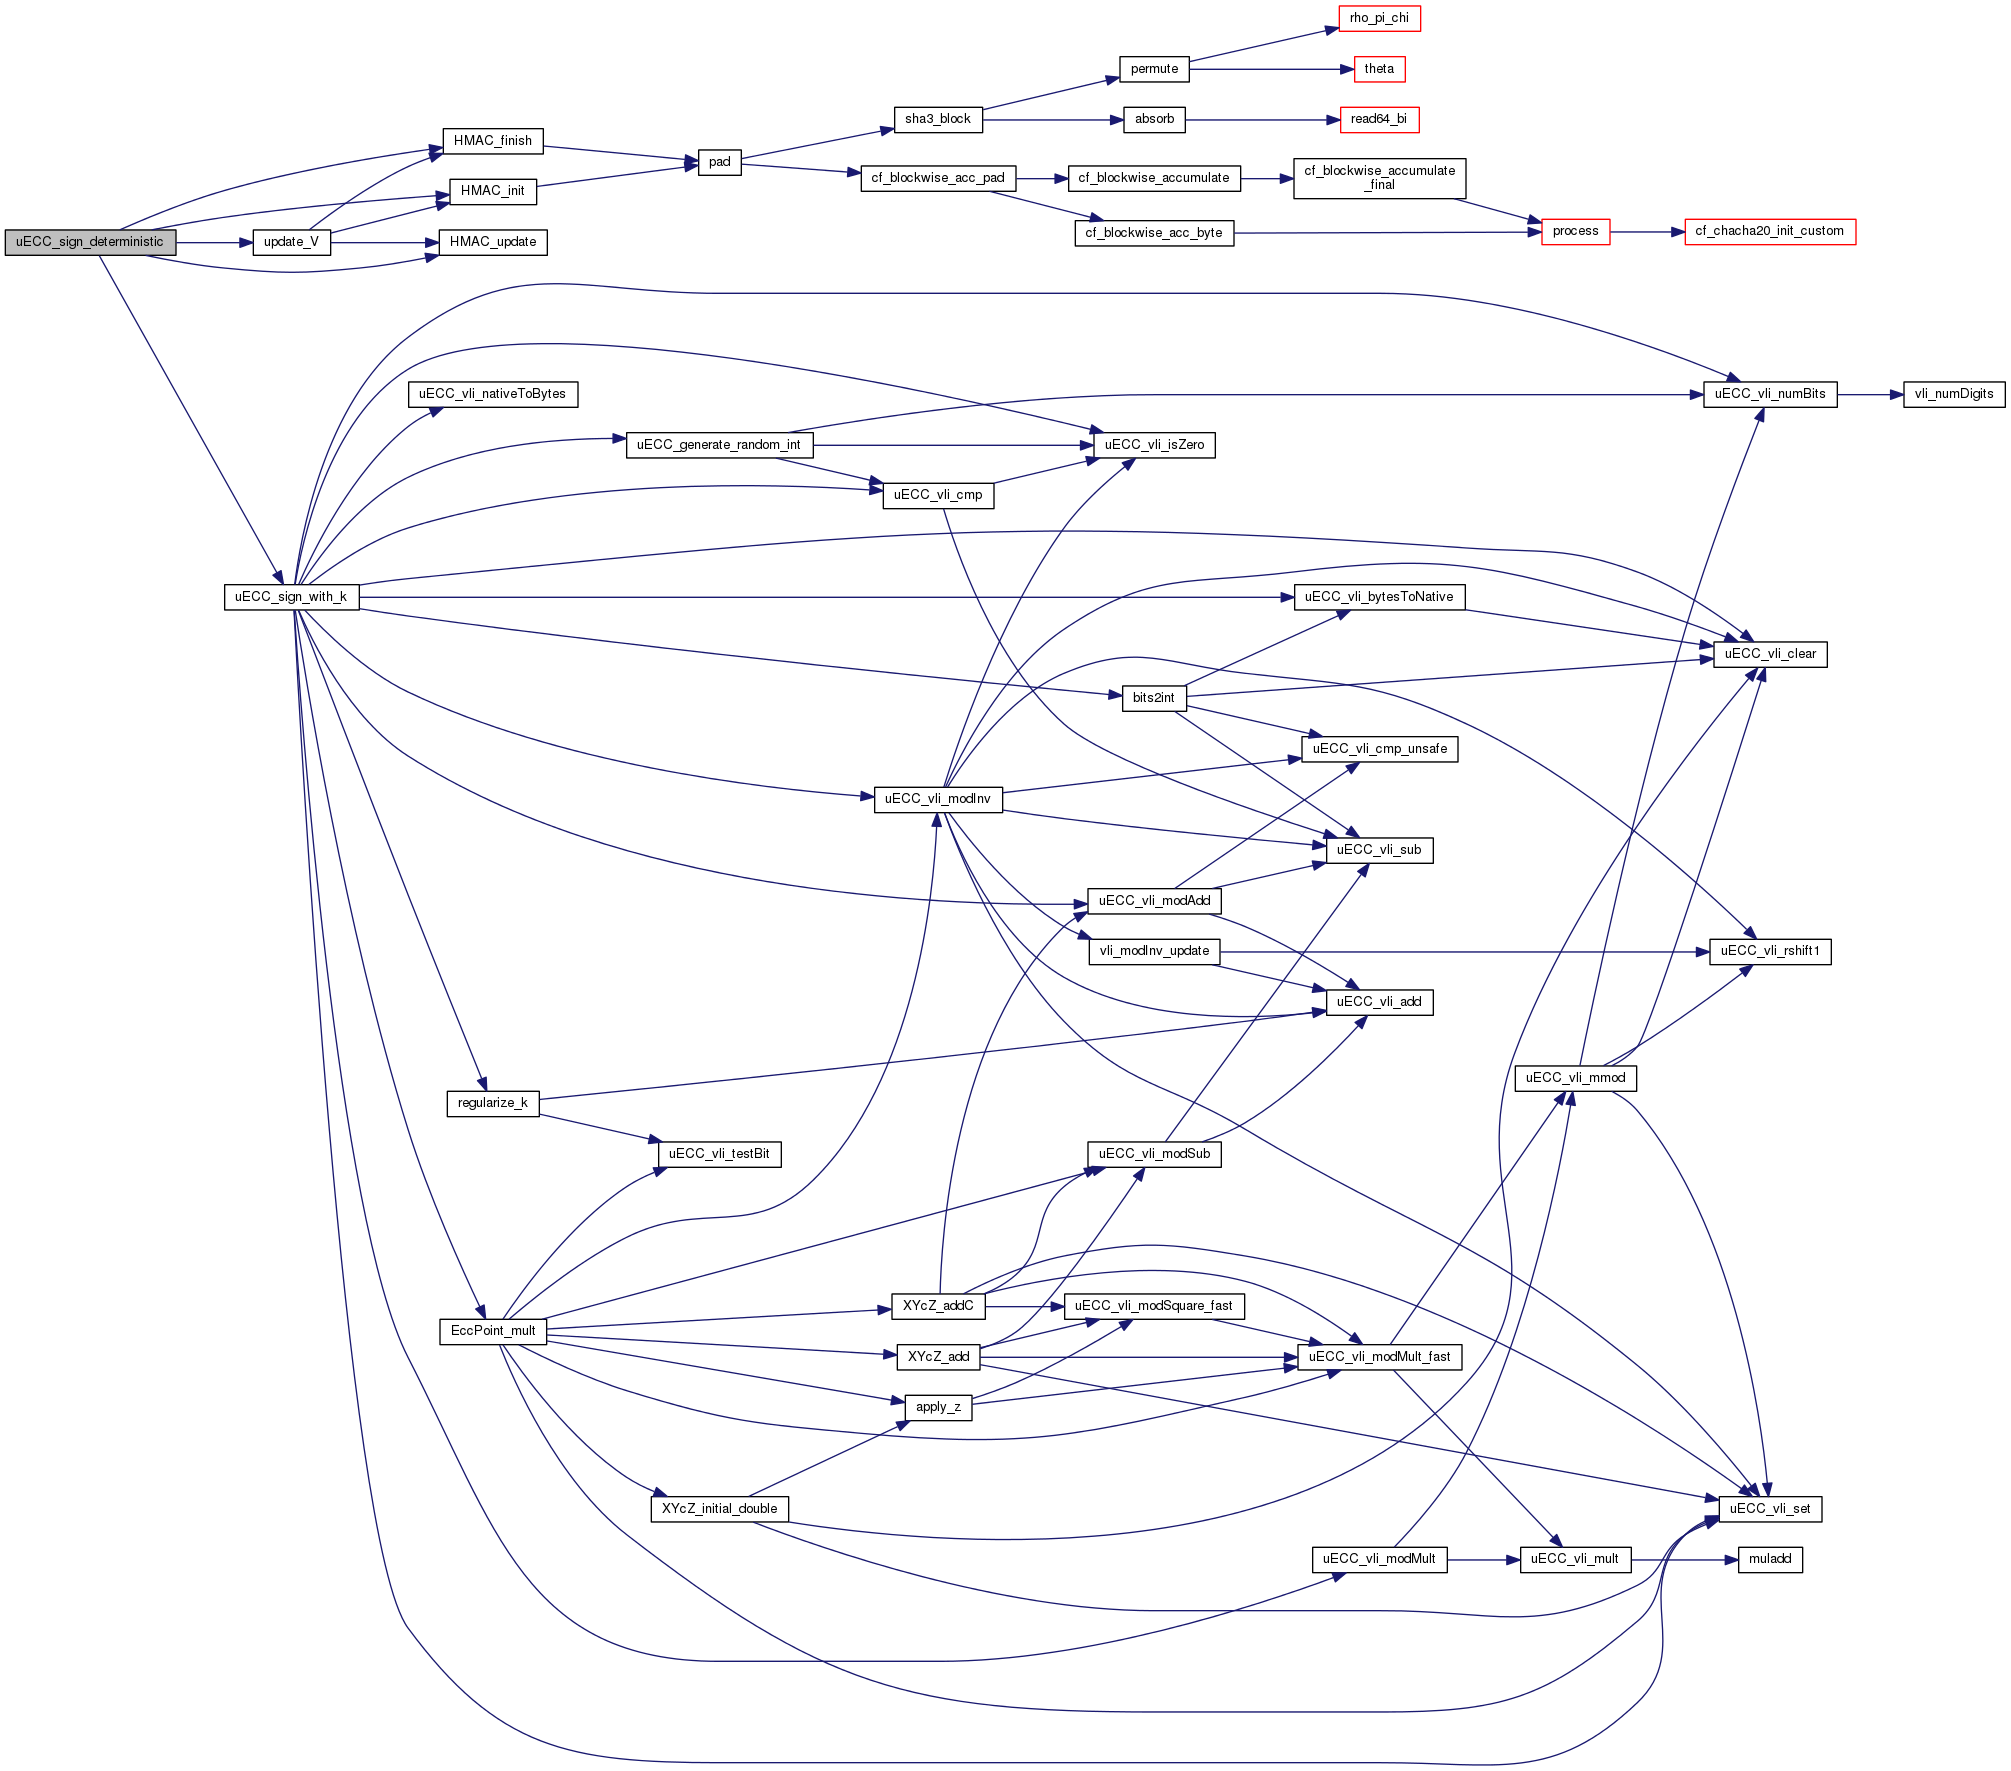 rho_pi_chi
permute
theta
sha3_block
absorb
read64_bi
HMAC_finish
pad
cf_blockwise_acc_pad
cf_blockwise_accumulate
cf_blockwise_accumulate
_final
HMAC_init
uECC_sign_deterministic
update_V
HMAC_update
cf_blockwise_acc_byte
process
cf_chacha20_init_custom
uECC_vli_nativeToBytes
uECC_vli_numBits
vli_numDigits
uECC_generate_random_int
uECC_vli_isZero
uECC_vli_cmp
uECC_sign_with_k
uECC_vli_bytesToNative
uECC_vli_clear
bits2int
uECC_vli_cmp_unsafe
uECC_vli_modInv
uECC_vli_sub
uECC_vli_modAdd
vli_modInv_update
uECC_vli_rshift1
uECC_vli_add
uECC_vli_mmod
regularize_k
uECC_vli_testBit
uECC_vli_modSub
XYcZ_addC
uECC_vli_modSquare_fast
EccPoint_mult
XYcZ_add
uECC_vli_modMult_fast
apply_z
XYcZ_initial_double
uECC_vli_set
uECC_vli_modMult
uECC_vli_mult
muladd